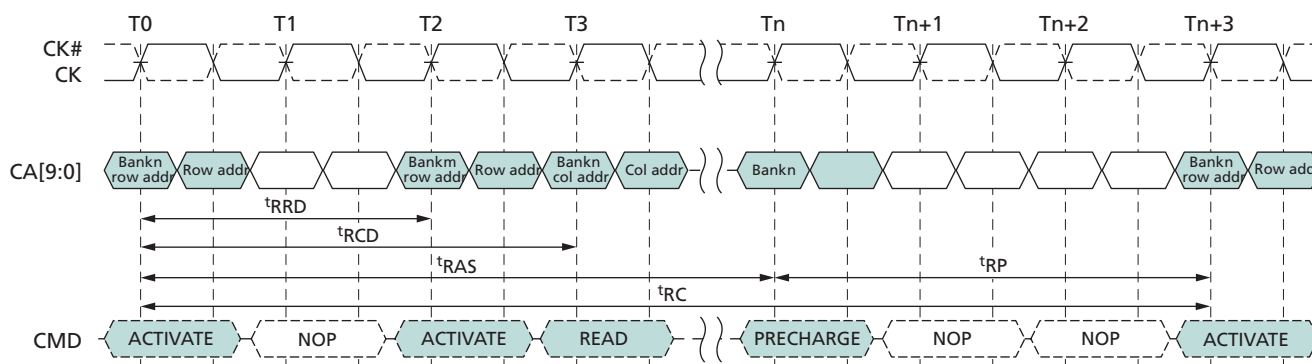 T0 T1 T2 T3 Tn Tn+1 Tn+2 Tn+3
CK#
CK
CA[9:0]
Bankn
row addr
Row addr
Bankm
row addr
Row addr
Bankn
col addr
Col addr
Bankn
Bankn
row addr
Row add
tRRD
tRCD
tRAS
tRP
tRC
CMD
ACTIVATE NOP ACTIVATE READ PRECHARGE NOP NOP ACTIVATE